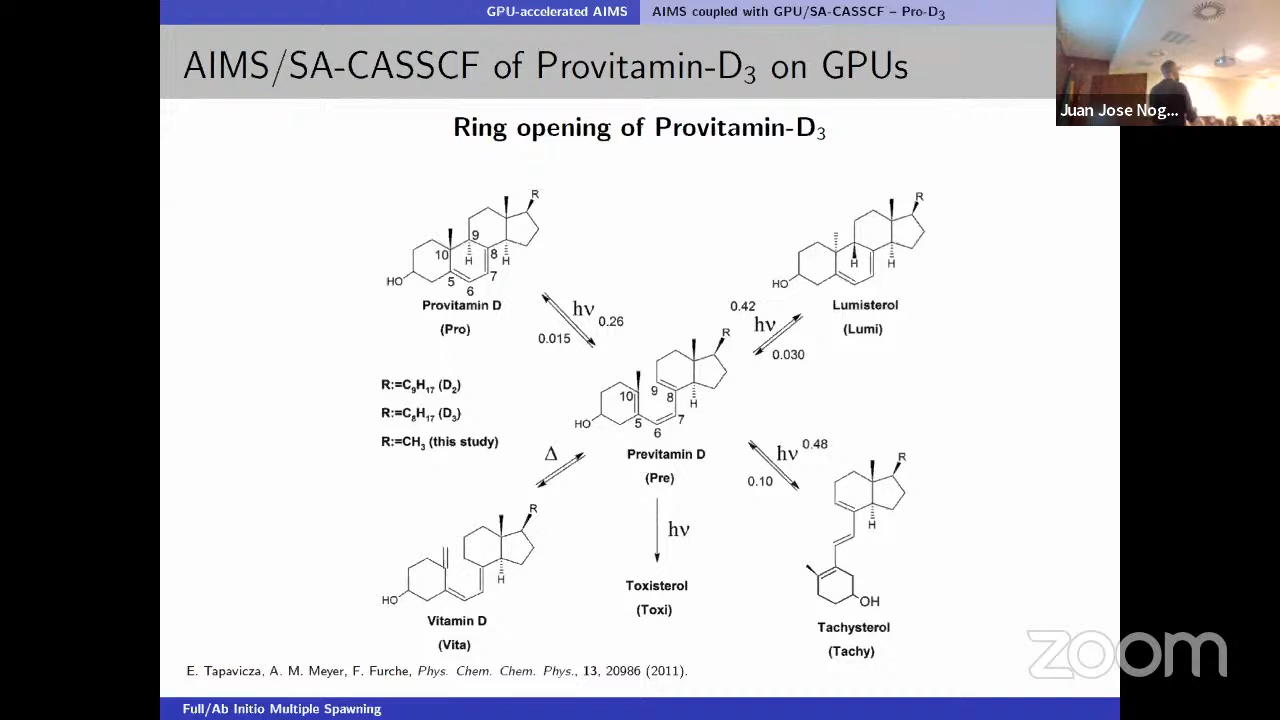 GPU-accelerated AIMS
AIMS coupled with GPU/SA-CASSCF – Pro-D₃
AIMS/SA-CASSCF of Provitamin-D₃ on GPUs
Juan Jose Nog...
Ring opening of Provitamin-D₃
R
10
9
H
8
H
HO
5
6
7
Provitamin D
(Pro)
R
H
H
HO
Lumisterol
(Lumi)
hν
0.26
0.015
0.42
hν
0.030
R:=C₉H₁₇ (D₂)
R:=C₈H₁₇ (D₃)
R:=CH₃ (this study)
R
10
9
8
H
HO
5
6
7
Previtamin D
(Pre)
Δ
hν
0.48
0.10
R
H
HO
Vitamin D
(Vita)
hν
Toxisterol
(Toxi)
R
H
OH
Tachysterol
(Tachy)
E. Tapavicza, A. M. Meyer, F. Furche, Phys. Chem. Chem. Phys., 13, 20986 (2011).
zoom
Full/Ab Initio Multiple Spawning